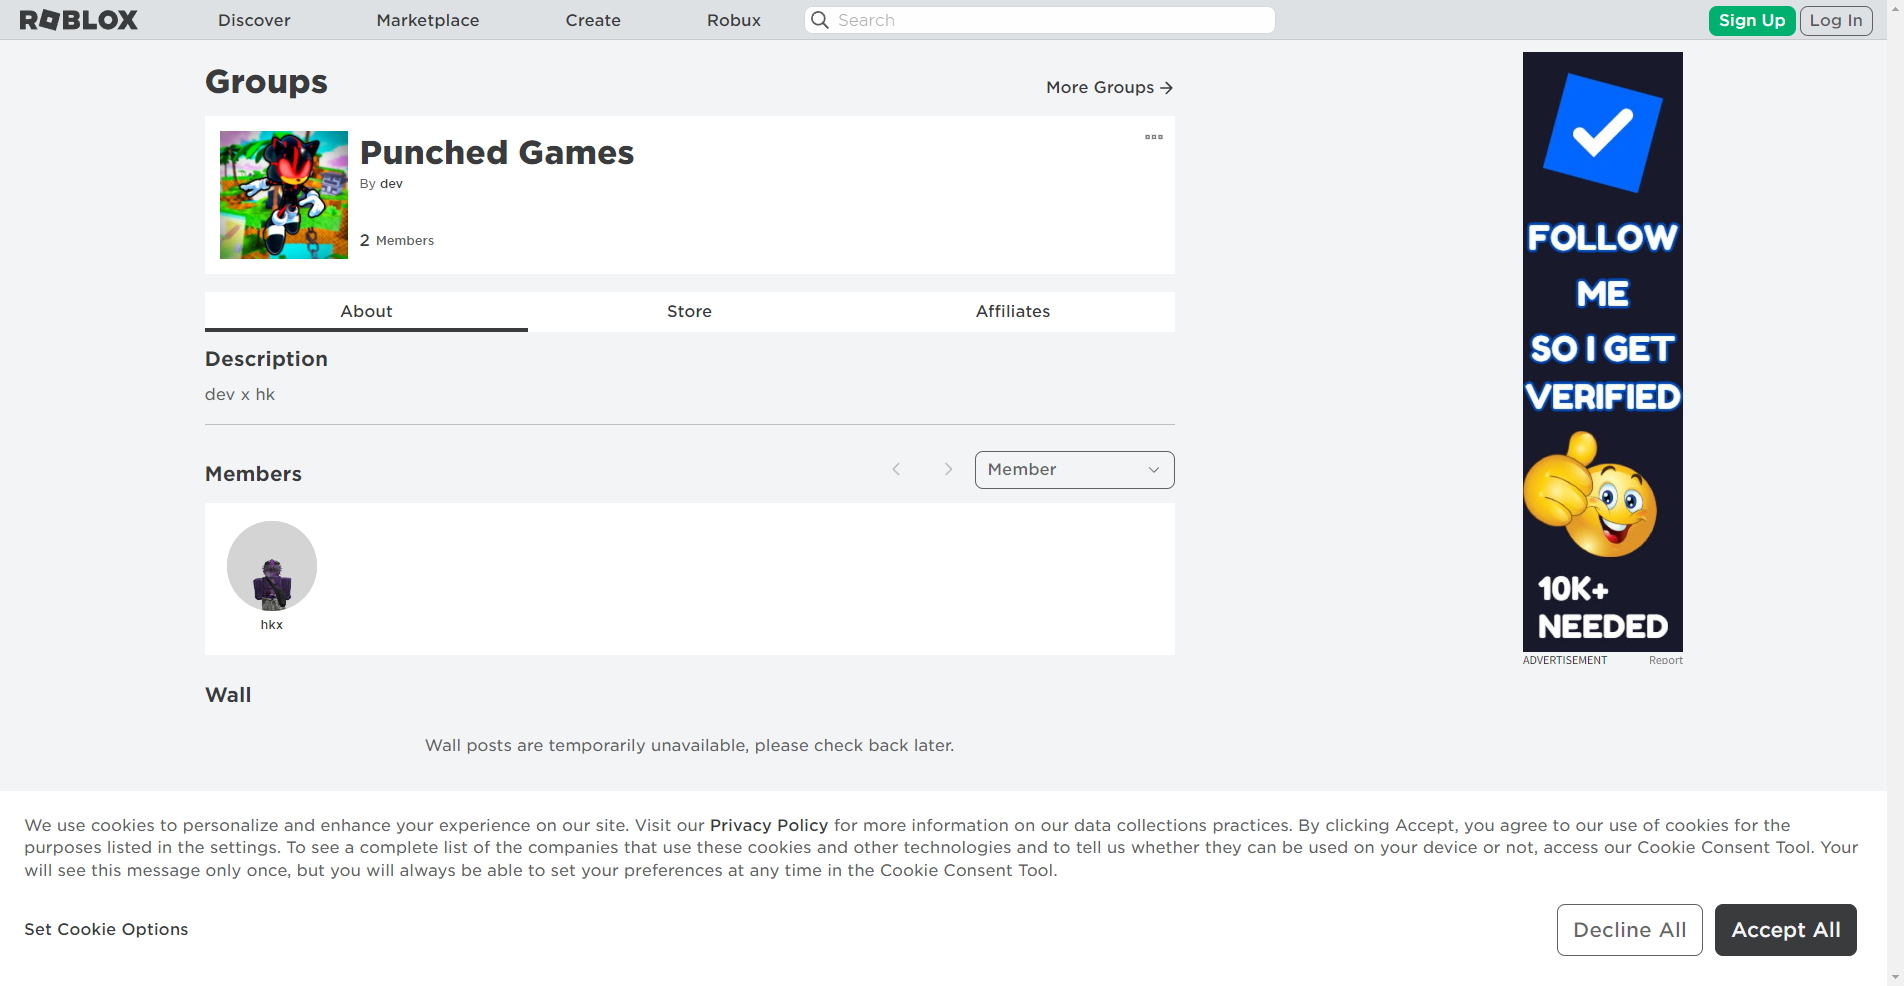 ROBLOX
Discover
Marketplace
Create
Robux
Search
Sign Up
Log In
Groups
More Groups
Punched Games
By dev
2 Members
About
Store
Affiliates
Description
dev x hk
Members
Member
hkx
Wall
Wall posts are temporarily unavailable, please check back later.
FOLLOW
ME
SO I GET
VERIFIED
10K+
NEEDED
ADVERTISEMENT
Report
We use cookies to personalize and enhance your experience on our site. Visit our Privacy Policy for more information on our data collections practices. By clicking Accept, you agree to our use of cookies for the
purposes listed in the settings. To see a complete list of the companies that use these cookies and other technologies and to tell us whether they can be used on your device or not, access our Cookie Consent Tool. Your
will see this message only once, but you will always be able to set your preferences at any time in the Cookie Consent Tool.
Set Cookie Options
Decline All
Accept All